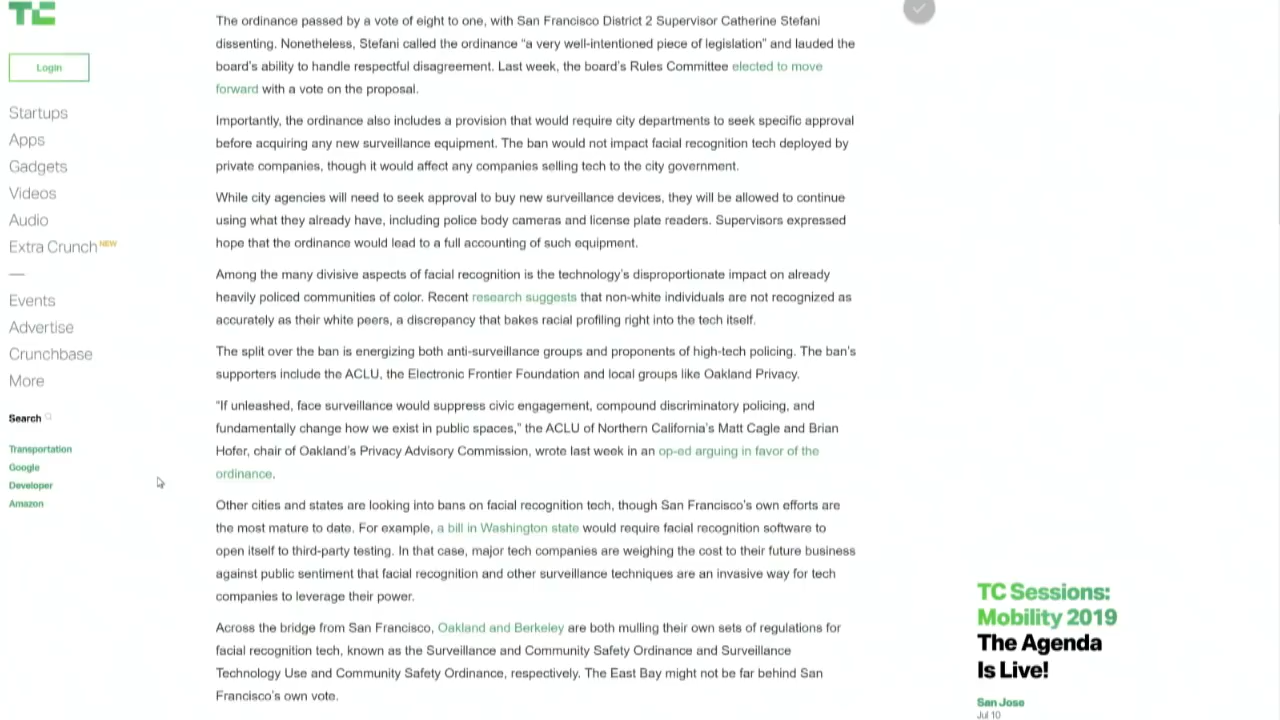 TC
Login
Startups
Apps
Gadgets
Videos
Audio
Extra Crunch NEW
—
Events
Advertise
Crunchbase
More
Search
Transportation
Google
Developer
Amazon
The ordinance passed by a vote of eight to one, with San Francisco District 2 Supervisor Catherine Stefani
dissenting. Nonetheless, Stefani called the ordinance "a very well-intentioned piece of legislation" and lauded the
board's ability to handle respectful disagreement. Last week, the board's Rules Committee elected to move
forward with a vote on the proposal.
Importantly, the ordinance also includes a provision that would require city departments to seek specific approval
before acquiring any new surveillance equipment. The ban would not impact facial recognition tech deployed by
private companies, though it would affect any companies selling tech to the city government.
While city agencies will need to seek approval to buy new surveillance devices, they will be allowed to continue
using what they already have, including police body cameras and license plate readers. Supervisors expressed
hope that the ordinance would lead to a full accounting of such equipment.
Among the many divisive aspects of facial recognition is the technology's disproportionate impact on already
heavily policed communities of color. Recent research suggests that non-white individuals are not recognized as
accurately as their white peers, a discrepancy that bakes racial profiling right into the tech itself.
The split over the ban is energizing both anti-surveillance groups and proponents of high-tech policing. The ban's
supporters include the ACLU, the Electronic Frontier Foundation and local groups like Oakland Privacy.
"If unleashed, face surveillance would suppress civic engagement, compound discriminatory policing, and
fundamentally change how we exist in public spaces," the ACLU of Northern California's Matt Cagle and Brian
Hofer, chair of Oakland's Privacy Advisory Commission, wrote last week in an op-ed arguing in favor of the
ordinance.
Other cities and states are looking into bans on facial recognition tech, though San Francisco's own efforts are
the most mature to date. For example, a bill in Washington state would require facial recognition software to
open itself to third-party testing. In that case, major tech companies are weighing the cost to their future business
against public sentiment that facial recognition and other surveillance techniques are an invasive way for tech
companies to leverage their power.
Across the bridge from San Francisco, Oakland and Berkeley are both mulling their own sets of regulations for
facial recognition tech, known as the Surveillance and Community Safety Ordinance and Surveillance
Technology Use and Community Safety Ordinance, respectively. The East Bay might not be far behind San
Francisco's own vote.
TC Sessions:
Mobility 2019
The Agenda
Is Live!
San Jose
Jul 10